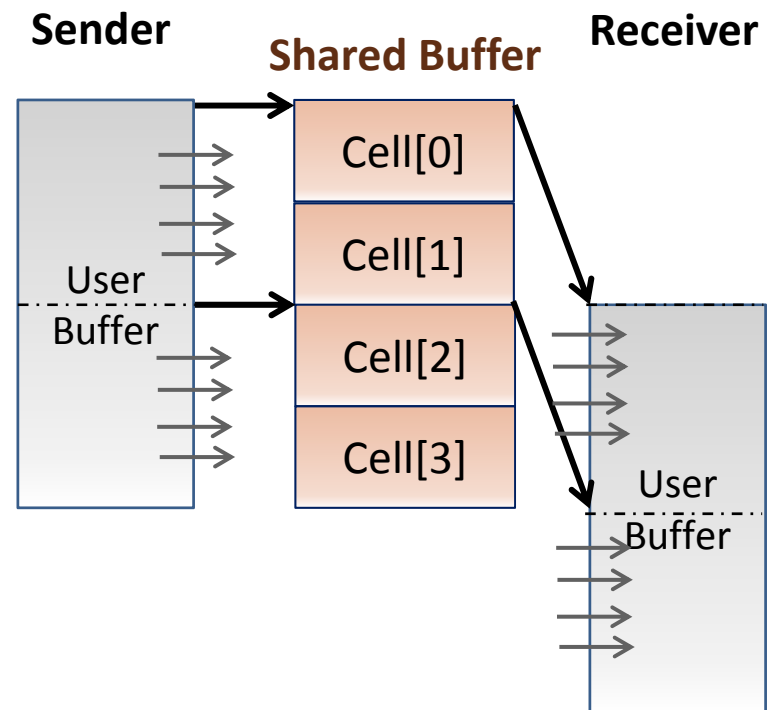 Sender
Shared Buffer
Receiver
Cell[0]
Cell[1]
User
Buffer
Cell[2]
Cell[3]
User
Buffer